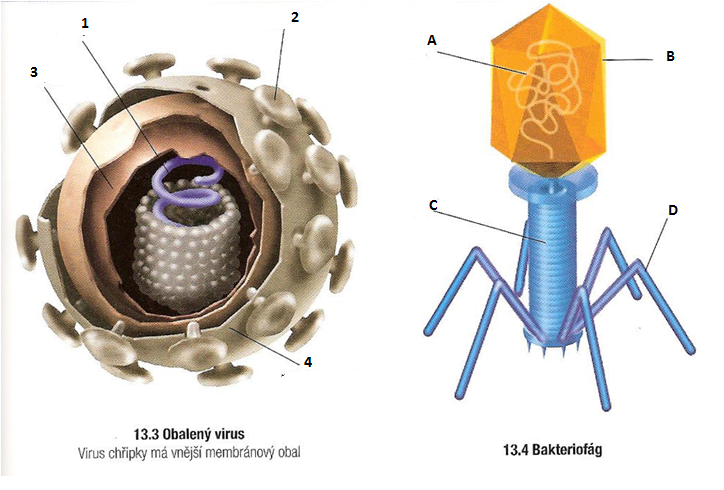 1
2
3
4
13.3 Obalený virus
Virus chřipky má vnější membránový obal
A
B
C
D
13.4 Bakteriofág